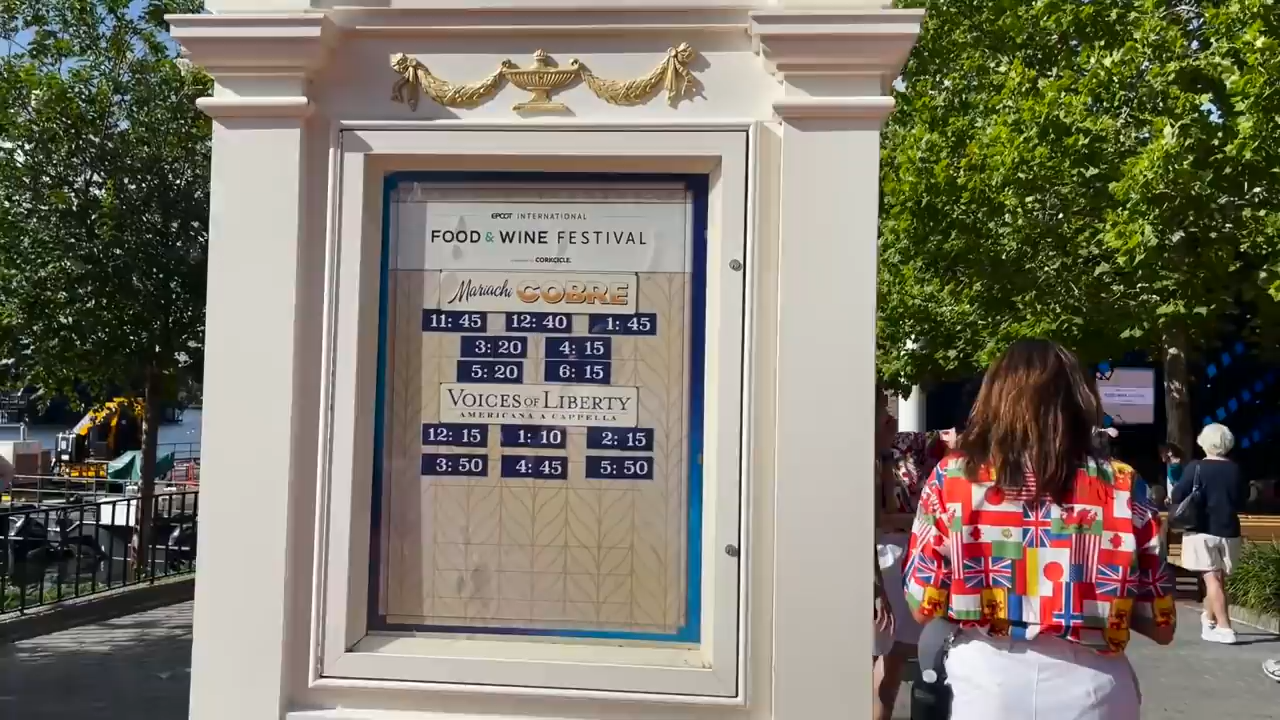 EPCOT INTERNATIONAL
FOOD & WINE FESTIVAL
CORKCICLE.
Mariachi COBRE
11: 45 12: 40 1: 45
3: 20 4: 15
5: 20 6: 15
VOICES OF LIBERTY
AMERICANA A CAPPELLA
12: 15 1: 10 2: 15
3: 50 4: 45 5: 50